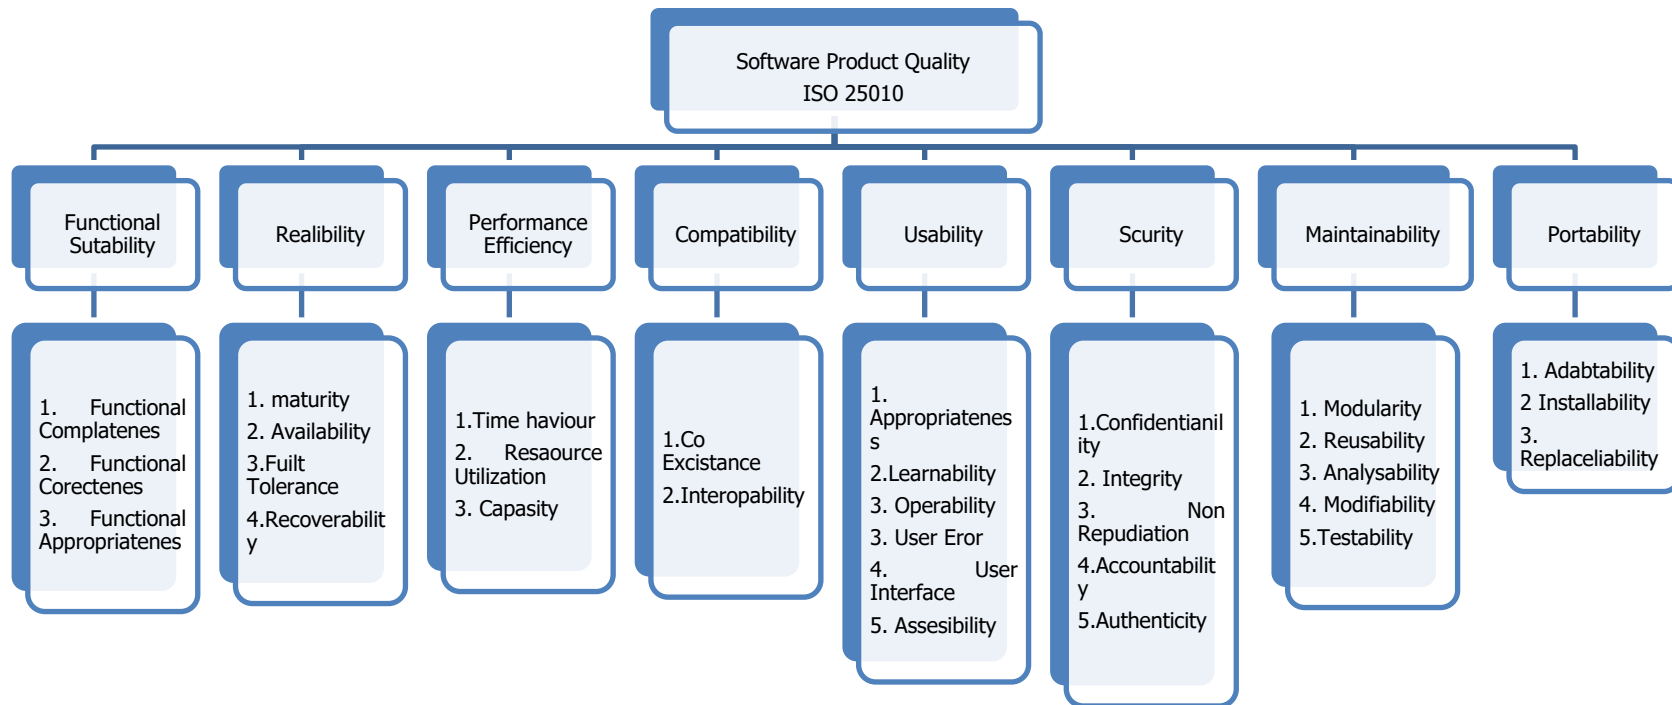 Software Product Quality
ISO 25010
Functional
Sutability
Realibility
Performance
Efficiency
Compatibility
Usability
Scurity
Maintainability
Portability
1. Functional
Complatenes
2. Functional
Corectenes
3. Functional
Appropriatenes
1. maturity
2. Availability
3.Fuilt
Tolerance
4.Recoverabilit
y
1.Time haviour
2. Resaource
Utilization
3. Capasity
1.Co
Excistance
2.Interopability
1.
Appropriatenes
s
2.Learnability
3. Operability
3. User Eror
4. User
Interface
5. Assesibility
1.Confidentianil
ity
2. Integrity
3. Non
Repudiation
4.Accountabilit
y
5.Authenticity
1. Modularity
2. Reusability
3. Analysability
4. Modifiability
5.Testability
1. Adabtability
2 Installability
3.
Replaceliability